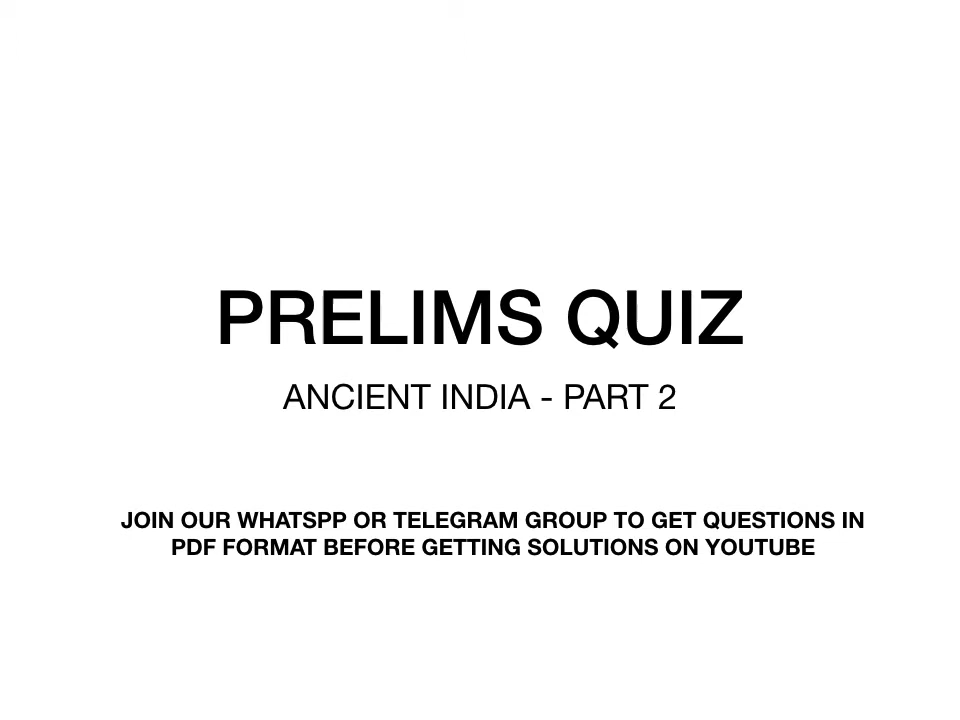 PRELIMS QUIZ
ANCIENT INDIA - PART 2
JOIN OUR WHATSPP OR TELEGRAM GROUP TO GET QUESTIONS IN
PDF FORMAT BEFORE GETTING SOLUTIONS ON YOUTUBE